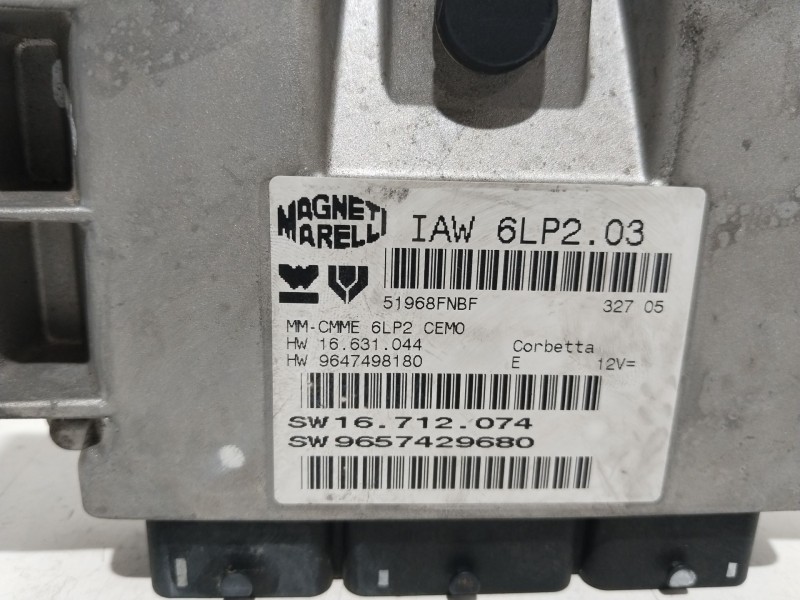 MAGNETI MARELLI
IAW 6LP2.03
51968FNBF 327 05
MM-CMME 6LP2 CEMO
HW 16.631.044 Corbetta
HW 9647498180 E 12V=
SW16.712.074
SW9657429680